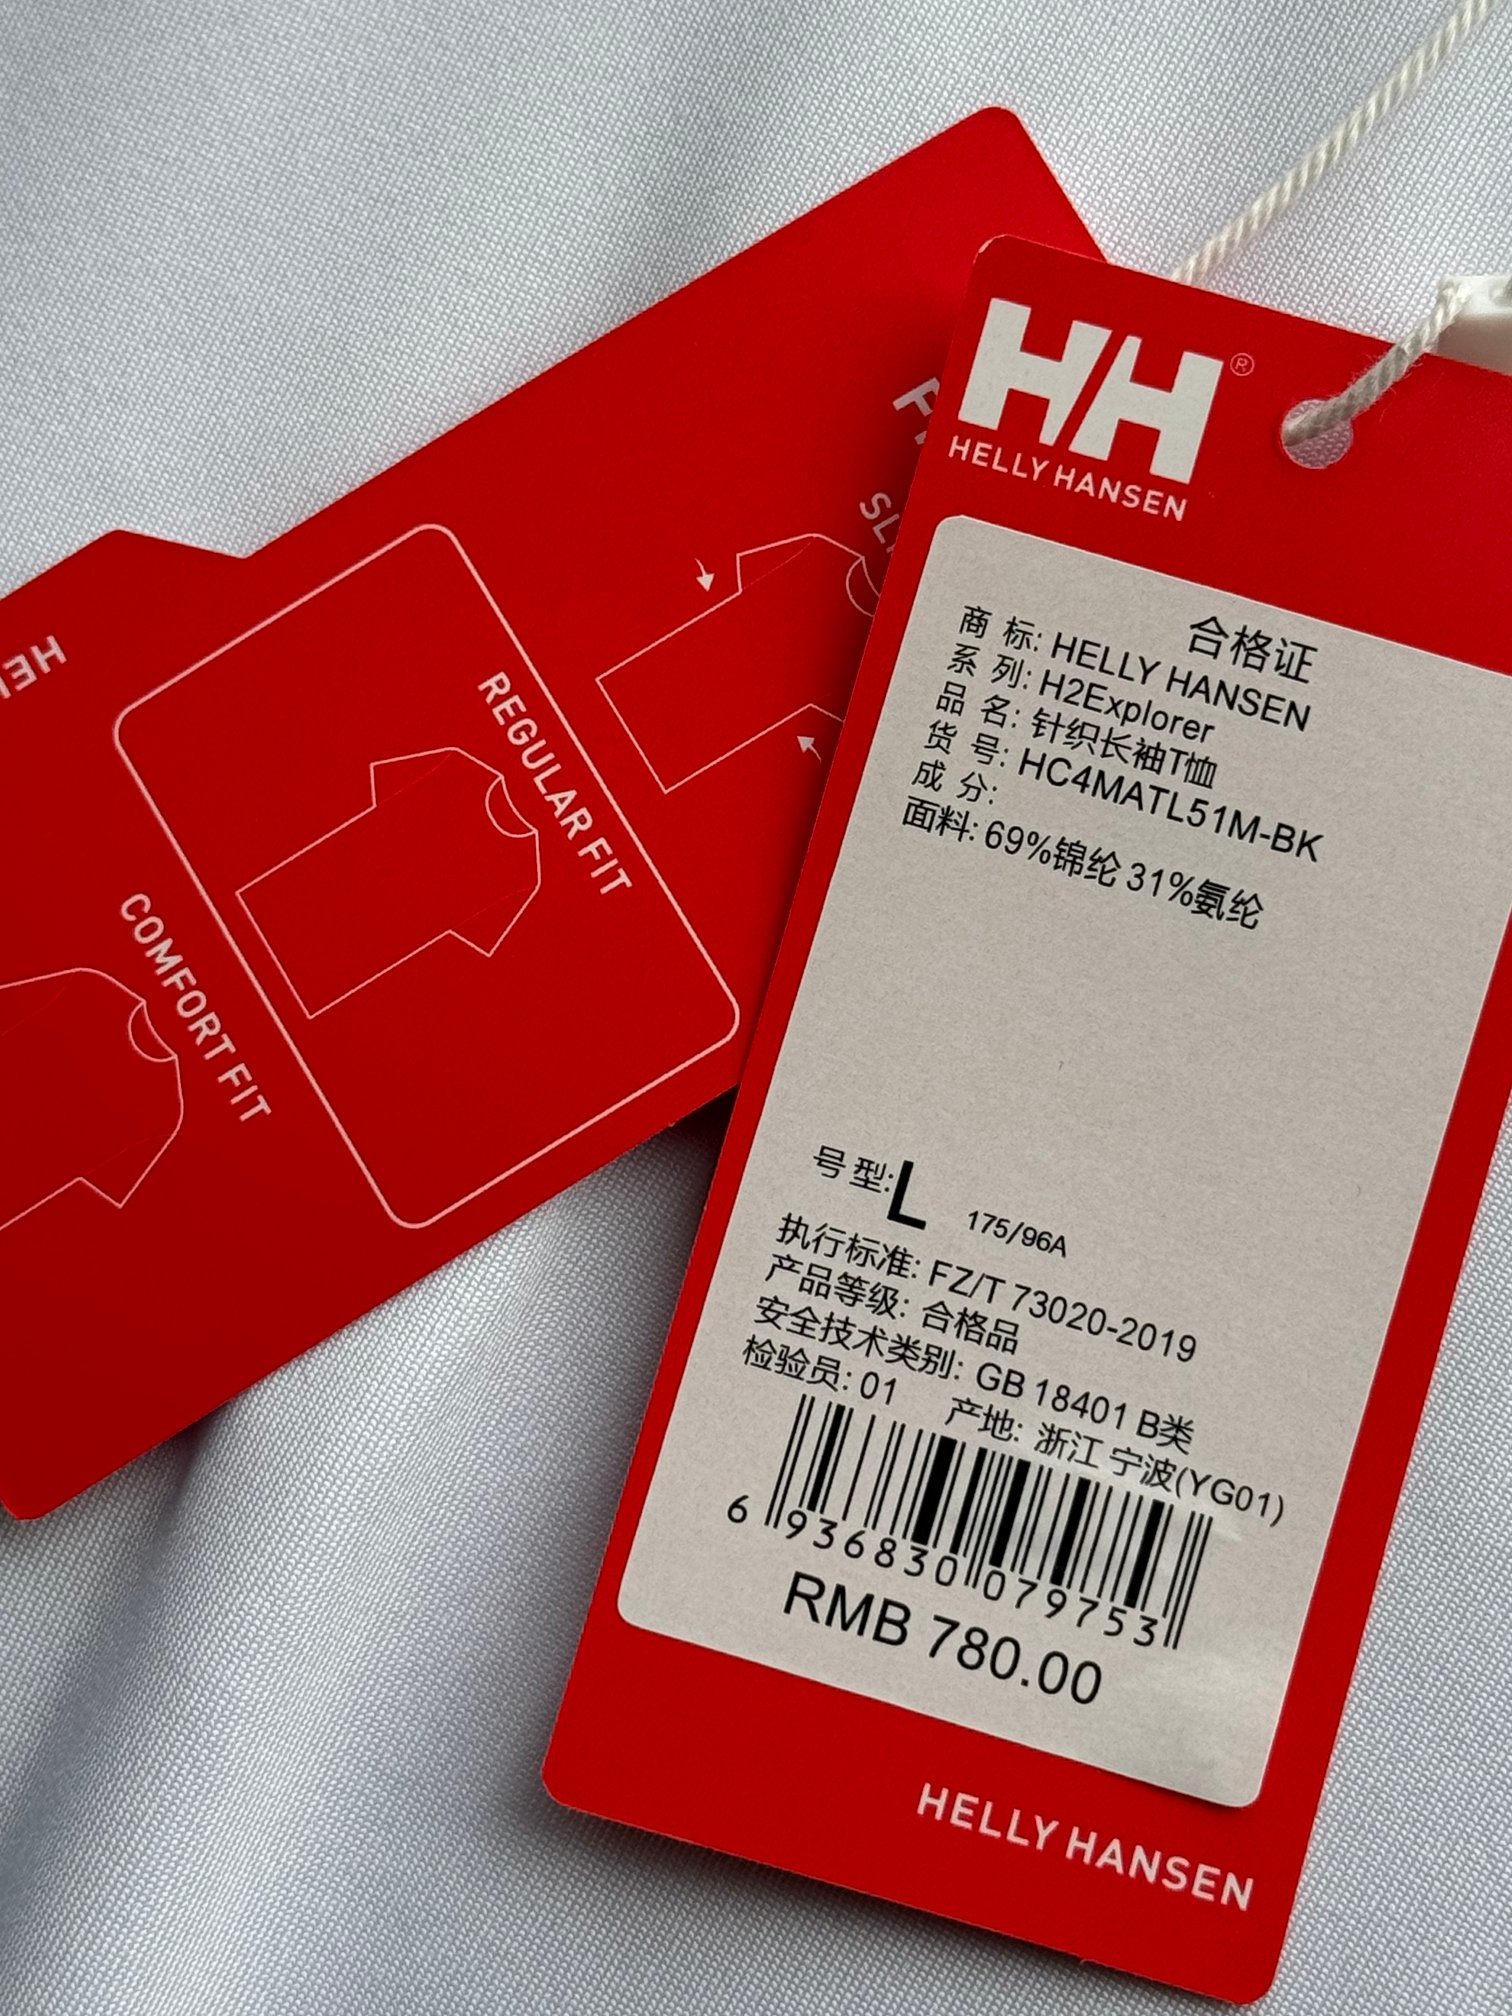 HH®
HELLY HANSEN
合格证
商 标: HELLY HANSEN
系 列: H2Explorer
品 名: 针织长袖T恤
货 号: HC4MATL51M-BK
成 分:
面料: 69%锦纶 31%氨纶
号 型: L 175/96A
执行标准: FZ/T 73020-2019
产品等级: 合格品
安全技术类别: GB 18401 B类
检验员: 01 产地: 浙江 宁波(YG01)
6 936830 079753
RMB 780.00
HELLY HANSEN
REGULAR FIT
COMFORT FIT